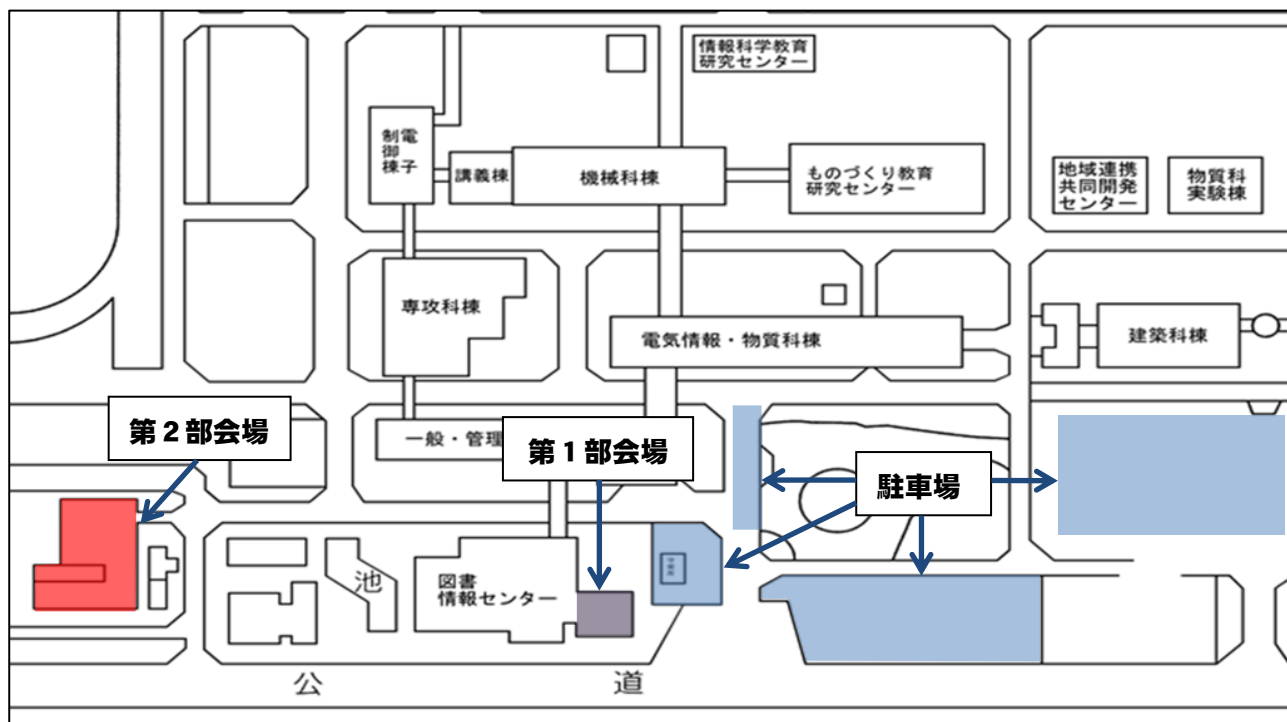 情報科学教育
研究センター
制電
御
棟子
講義棟
機械科棟
ものづくり教育
研究センター
地域連携
共同開発
センター
物質科
実験棟
専攻科棟
電気情報・物質科棟
建築科棟
第2部会場
一般・管理
第1部会場
駐車場
池
図書
情報センター
公道